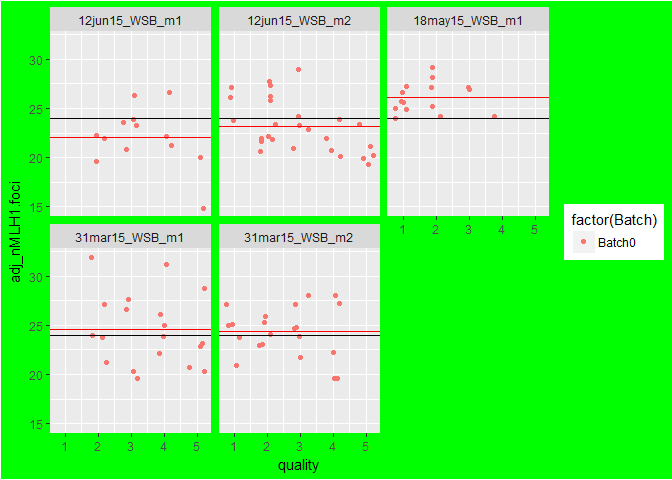 12jun15_WSB_m1
12jun15_WSB_m2
18may15_WSB_m1
30
25
20
15
1 2 3 4 5
adj_nMLH1.foci
factor(Batch)
Batch0
31mar15_WSB_m1
31mar15_WSB_m2
30
25
20
15
1 2 3 4 5
1 2 3 4 5
quality